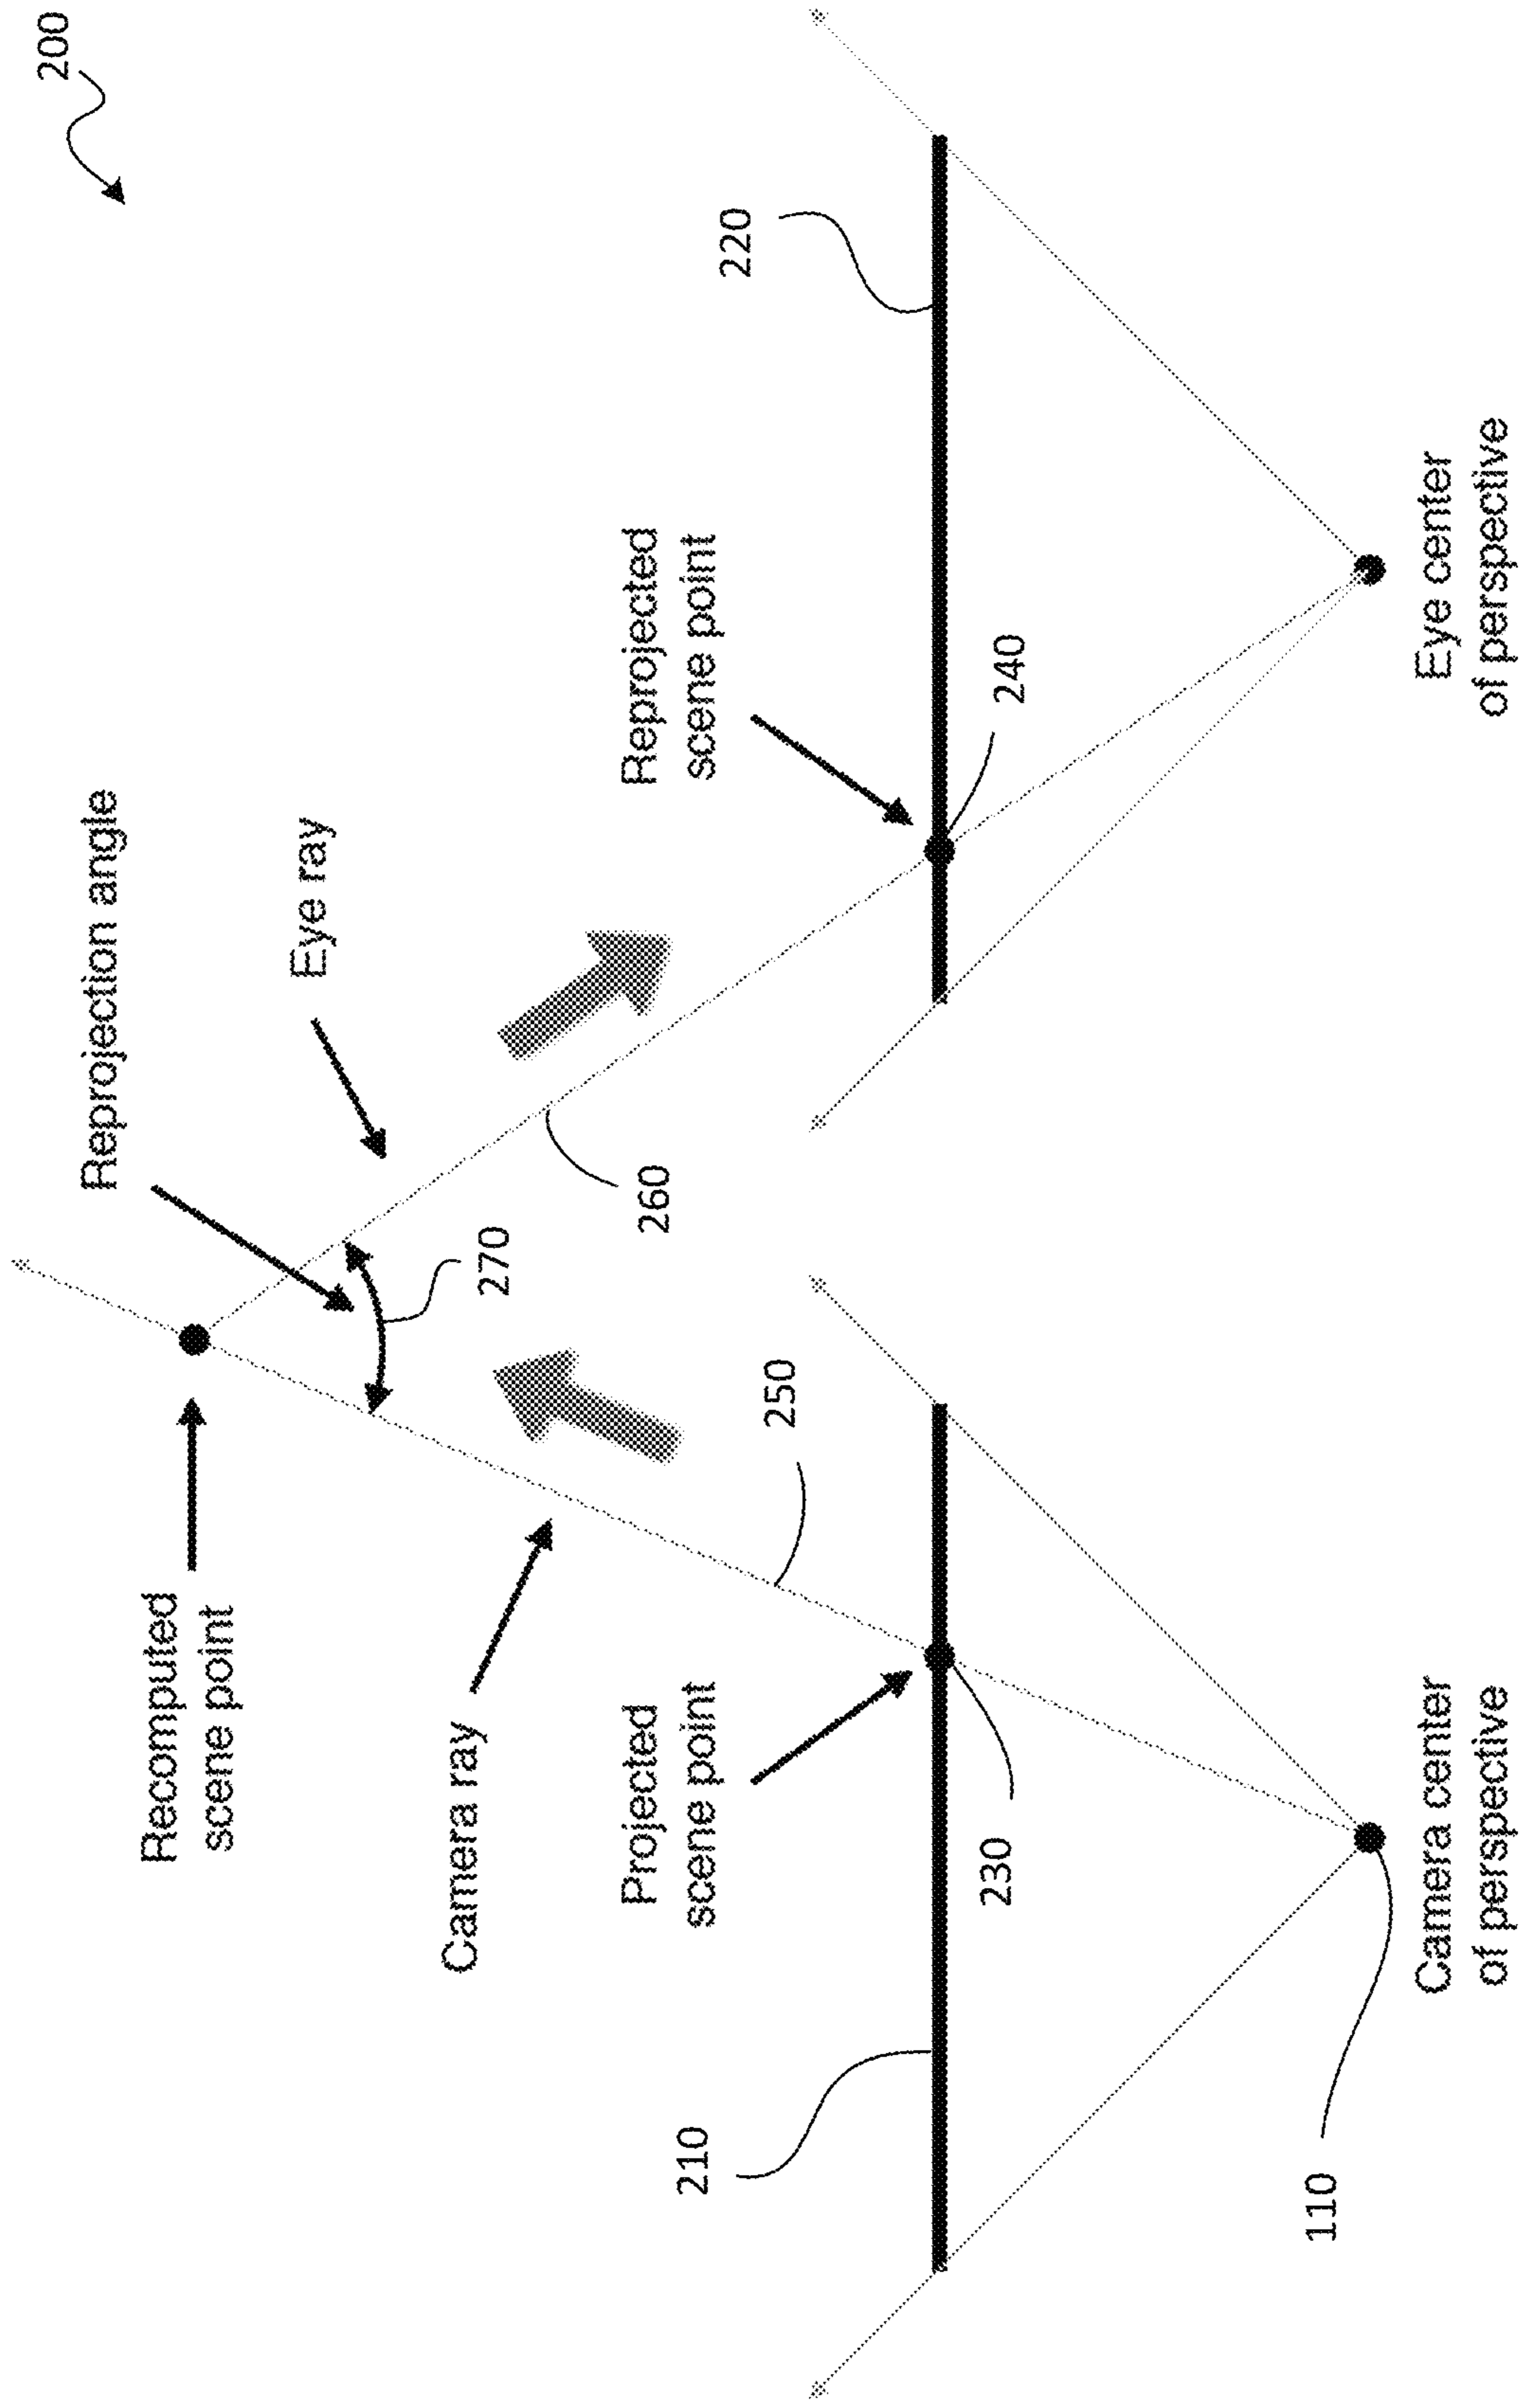 200
Reprojection angle
Recomputed
scene point
Eye ray
270
260
Camera ray
250
Projected
scene point
Reprojected
scene point
210
220
230
240
110
Camera center
of perspective
Eye center
of perspective